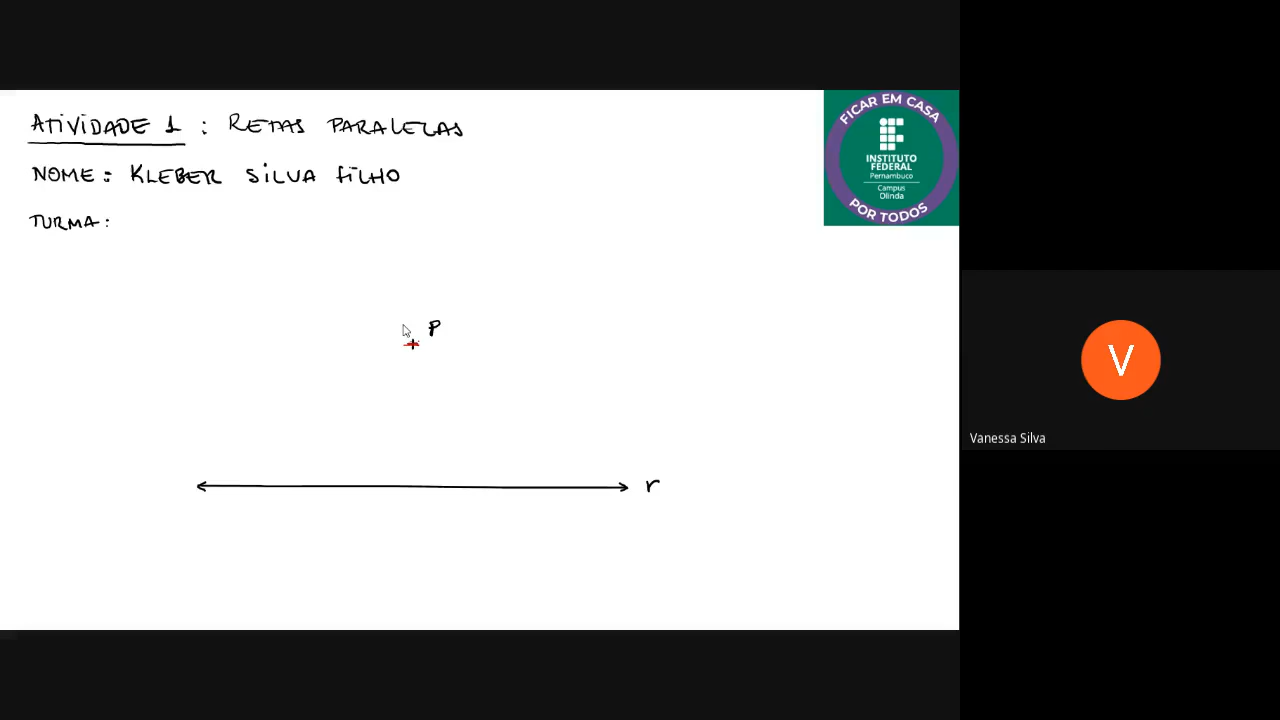 ATIVIDADE 1 : RETAS PARALELAS
NOME: KLEBER SILVA FILHO
TURMA:
FICAR EM CASA
INSTITUTO
FEDERAL
Pernambuco
Campus
Olinda
POR TODOS
P
r
V
Vanessa Silva